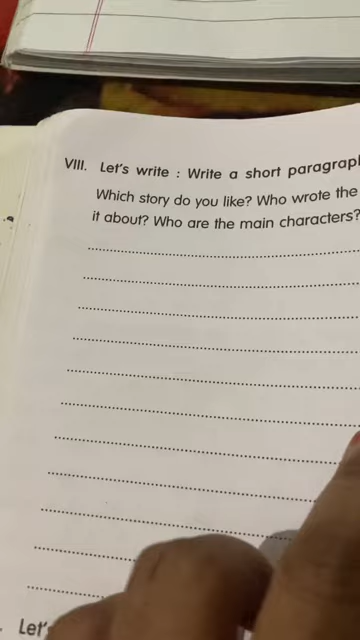 VIII. Let's write : Write a short paragraph
Which story do you like? Who wrote the
it about? Who are the main characters?
Let's